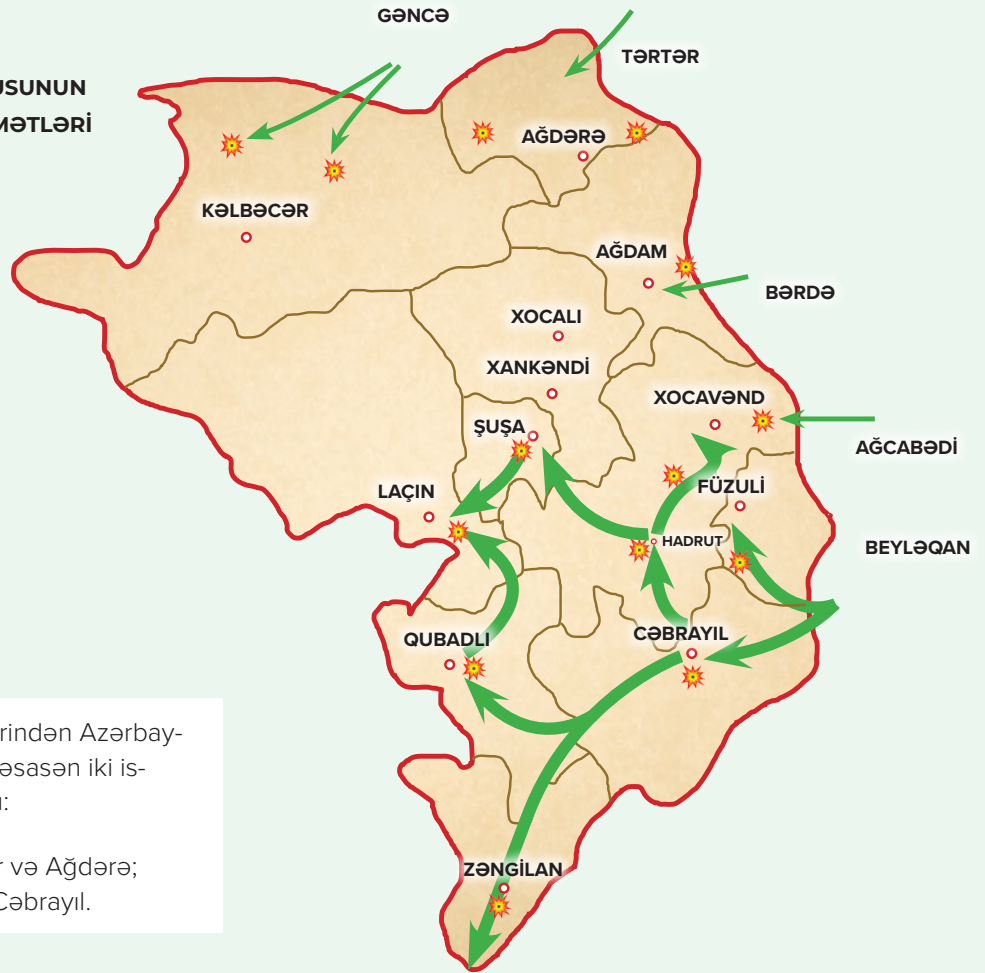 GƏNCƏ
TƏRTƏR
USUNUN
MƏTLƏRİ
AĞDƏRƏ
KƏLBƏCƏR
AĞDAM
BƏRDƏ
XOCALI
XANKƏNDİ
XOCAVƏND
ŞUŞA
AĞCABƏDİ
LAÇIN
FÜZULİ
HADRUT
BEYLƏQAN
QUBADLI
CƏBRAYIL
ZƏNGİLAN
rindən Azərbay-
əsasən iki is-
r və Ağdərə;
Cəbrayıl.